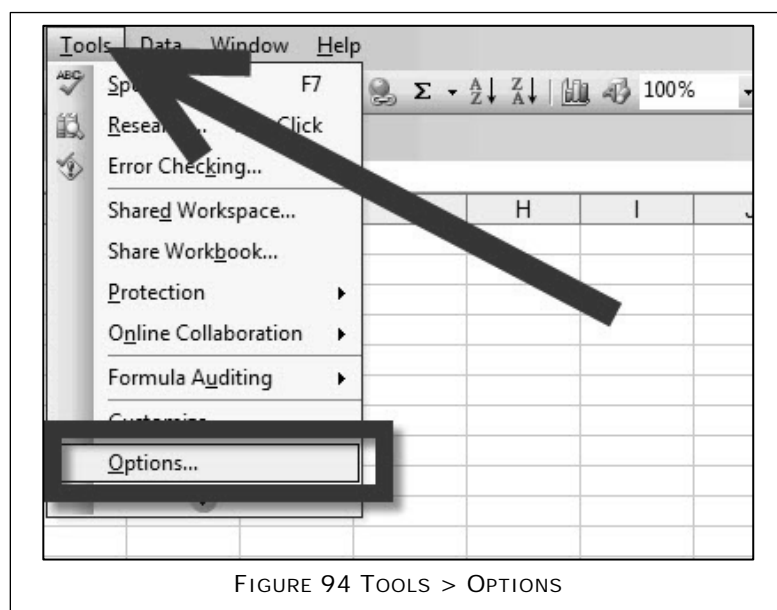 Tools Data Window Help
F7
100%
Click
Error Checking...
H I J
Shared Workspace...
Share Workbook...
Protection
Online Collaboration
Formula Auditing
Customize...
Options...
FIGURE 94 TOOLS > OPTIONS